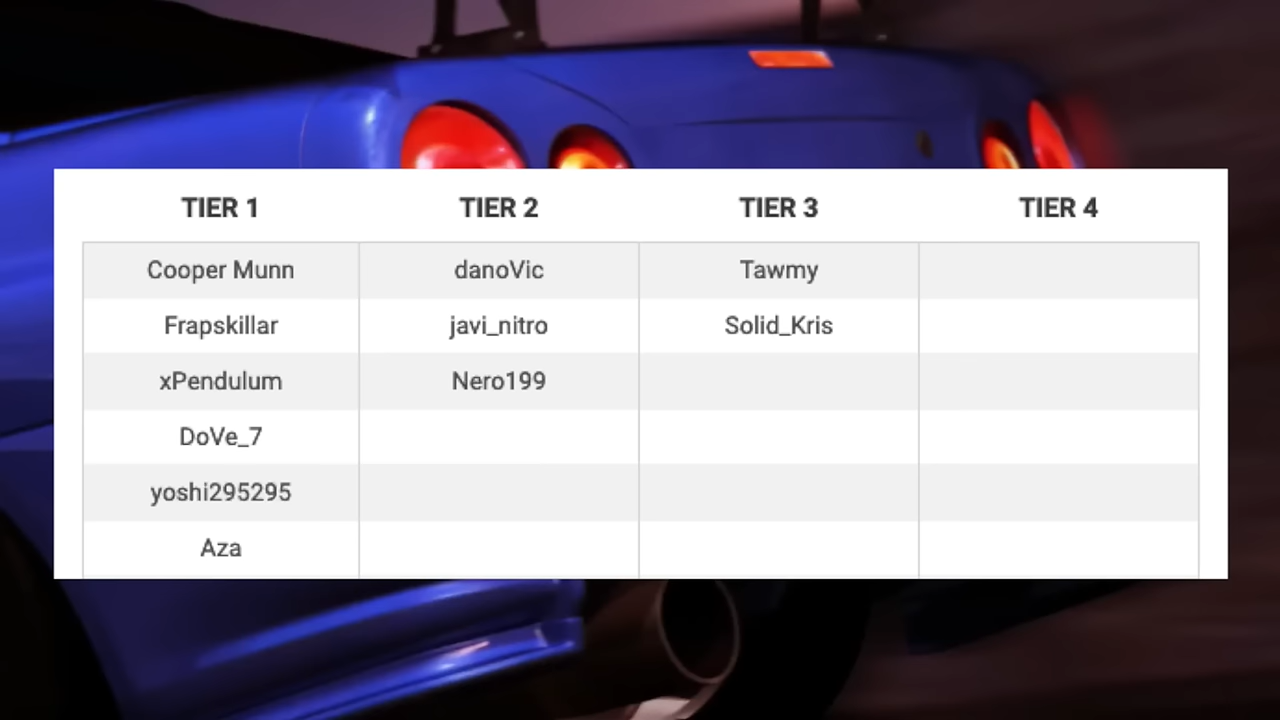 TIER 1 TIER 2 TIER 3 TIER 4
Cooper Munn danoVic Tawmy
Frapskillar javi_nitro Solid_Kris
xPendulum Nero199
DoVe_7
yoshi295295
Aza